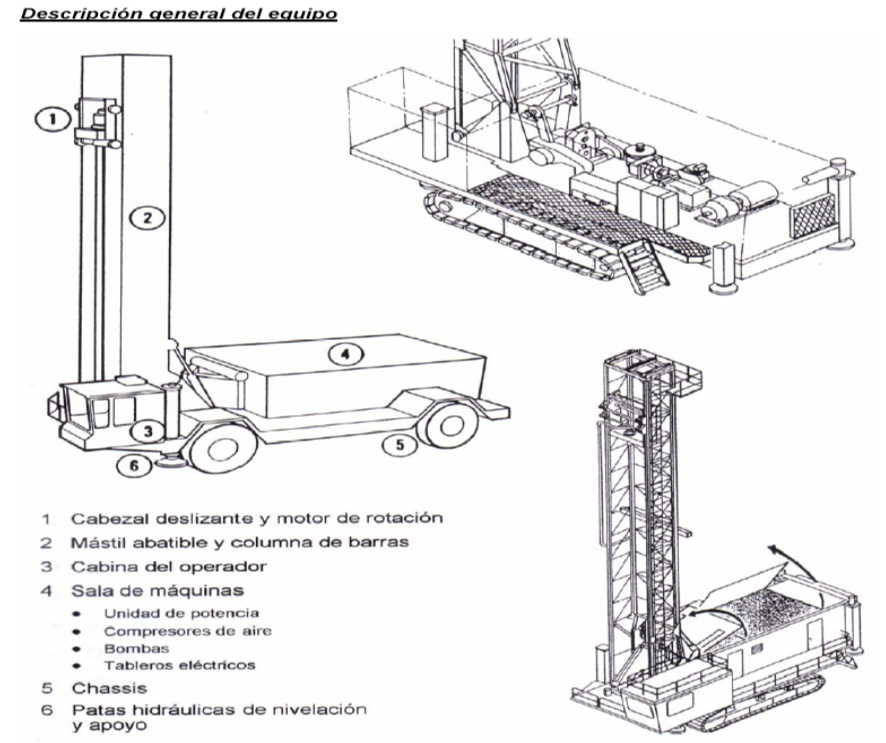 Descripción general del equipo
1
2
3
4
5
6
1 Cabezal deslizante y motor de rotación
2 Mástil abatible y columna de barras
3 Cabina del operador
4 Sala de máquinas
• Unidad de potencia
• Compresores de aire
• Bombas
• Tableros eléctricos
5 Chassis
6 Patas hidráulicas de nivelación
y apoyo